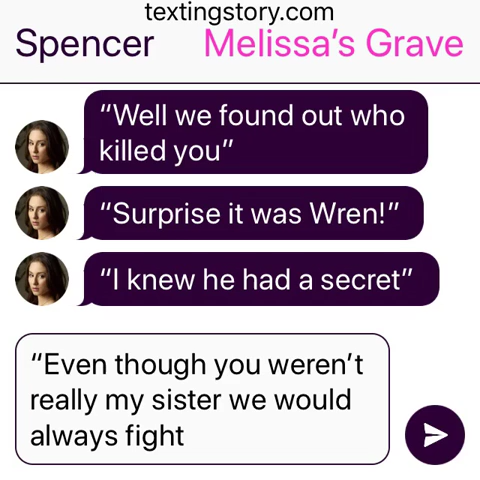 textingstory.com
Spencer Melissa’s Grave
“Well we found out who
killed you”
“Surprise it was Wren!”
“I knew he had a secret”
“Even though you weren’t
really my sister we would
always fight